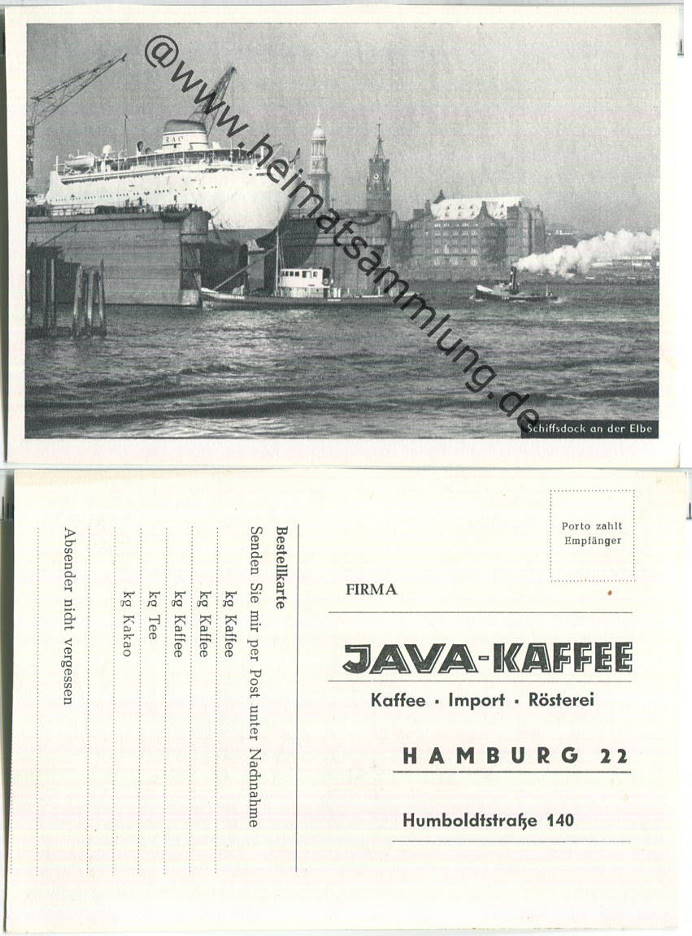 @www.heimatsammlung.de
Schiffsdock an der Elbe
Porto zahlt
Empfänger
FIRMA
JAVA-KAFFEE
Kaffee · Import · Rösterei
HAMBURG 22
Humboldtstraße 140
Bestellkarte
Senden Sie mir per Post unter Nachnahme
kg Kaffee
kg Kaffee
kg Kaffee
kg Tee
kg Kakao
Absender nicht vergessen